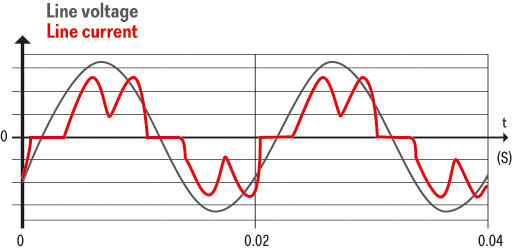 Line voltage
Line current
0
t
(S)
0
0.02
0.04